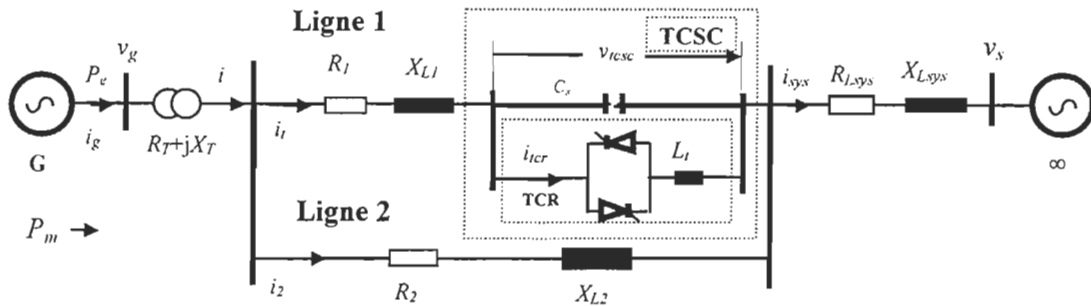 Ligne 1
TCSC
v_tcsc
v_g
P_e
i
R_1
X_L1
C_s
i_sys
R_Lsys
X_Lsys
v_s
i_g
R_T+jX_T
i_t
i_tcr
L_t
G
TCR
∞
Ligne 2
P_m
i_2
R_2
X_L2